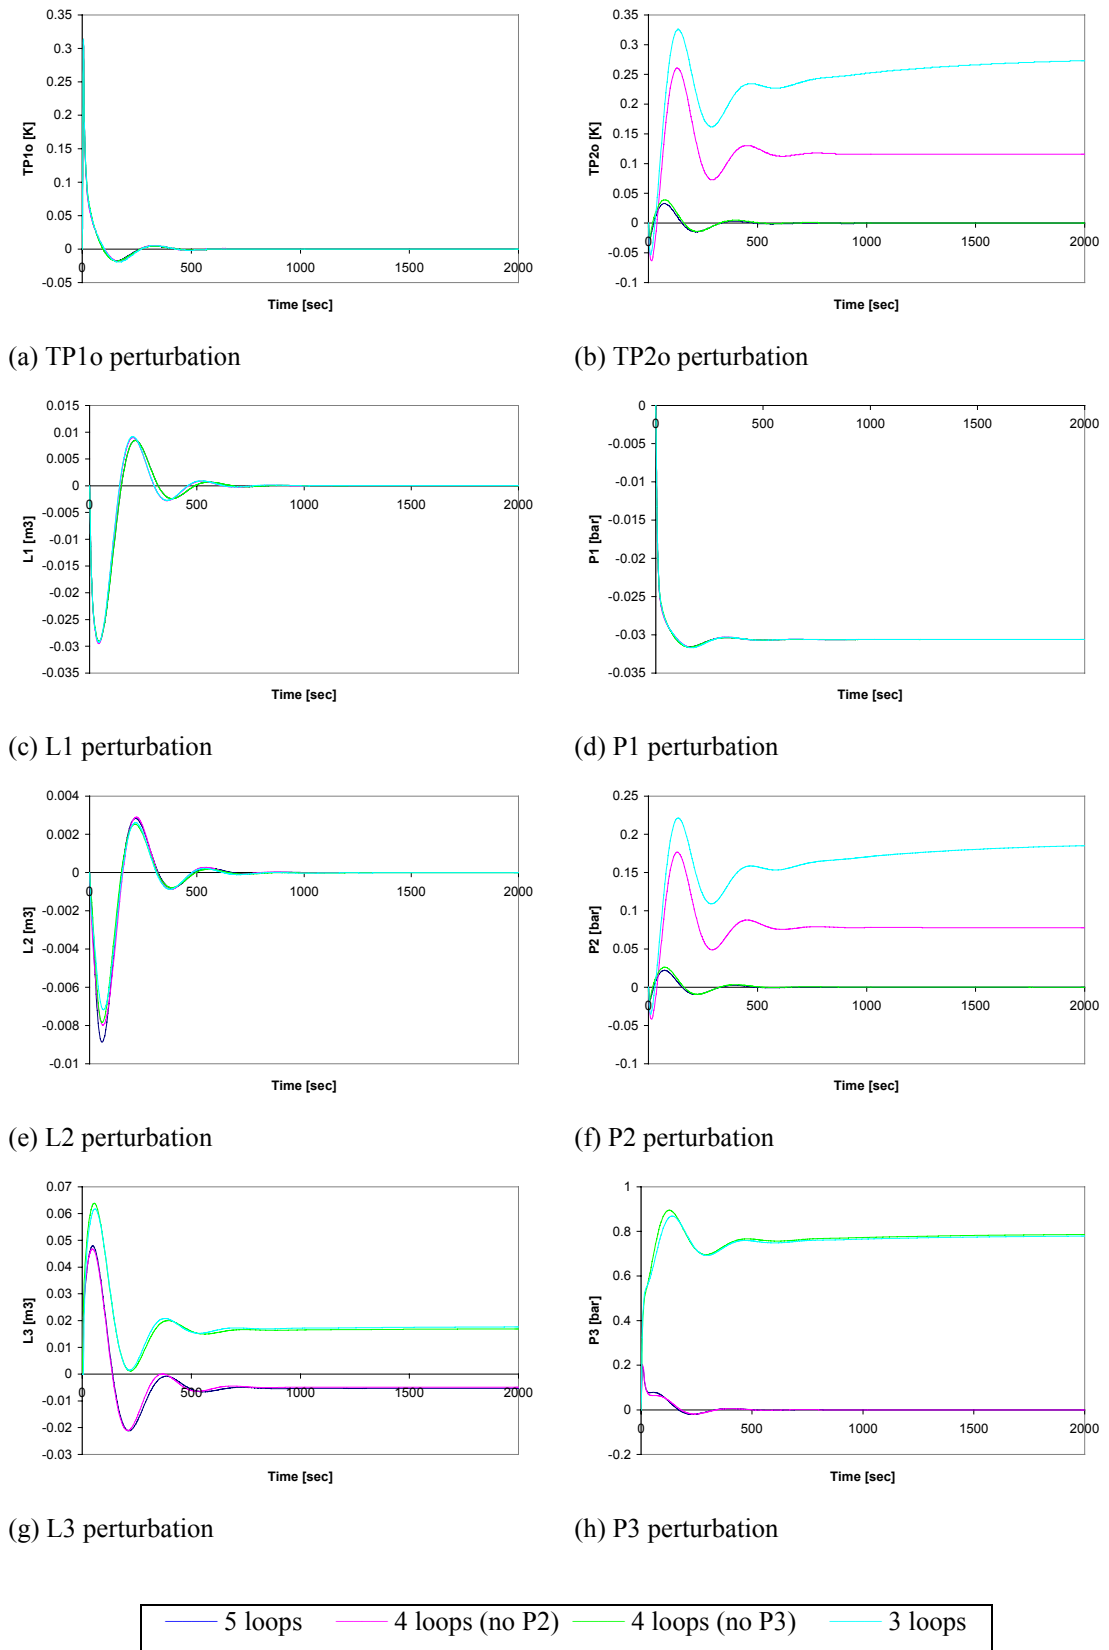 0.35
0.3
0.25
0.2
0.15
0.1
0.05
0
-0.05
TP1o [K]
0 500 1000 1500 2000
Time [sec]
(a) TP1o perturbation
0.35
0.3
0.25
0.2
0.15
0.1
0.05
0
-0.05
-0.1
TP2o [K]
0 500 1000 1500 2000
Time [sec]
(b) TP2o perturbation
0.015
0.01
0.005
0
-0.005
-0.01
-0.015
-0.02
-0.025
-0.03
-0.035
L1 [m3]
0 500 1000 1500 2000
Time [sec]
(c) L1 perturbation
0
-0.005
-0.01
-0.015
-0.02
-0.025
-0.03
-0.035
P1 [bar]
0 500 1000 1500 2000
Time [sec]
(d) P1 perturbation
0.004
0.002
0
-0.002
-0.004
-0.006
-0.008
-0.01
L2 [m3]
0 500 1000 1500 2000
Time [sec]
(e) L2 perturbation
0.25
0.2
0.15
0.1
0.05
0
-0.05
-0.1
P2 [bar]
0 500 1000 1500 2000
Time [sec]
(f) P2 perturbation
0.07
0.06
0.05
0.04
0.03
0.02
0.01
0
-0.01
-0.02
-0.03
L3 [m3]
0 500 1000 1500 2000
Time [sec]
(g) L3 perturbation
1
0.8
0.6
0.4
0.2
0
-0.2
P3 [bar]
0 500 1000 1500 2000
Time [sec]
(h) P3 perturbation
5 loops 4 loops (no P2) 4 loops (no P3) 3 loops